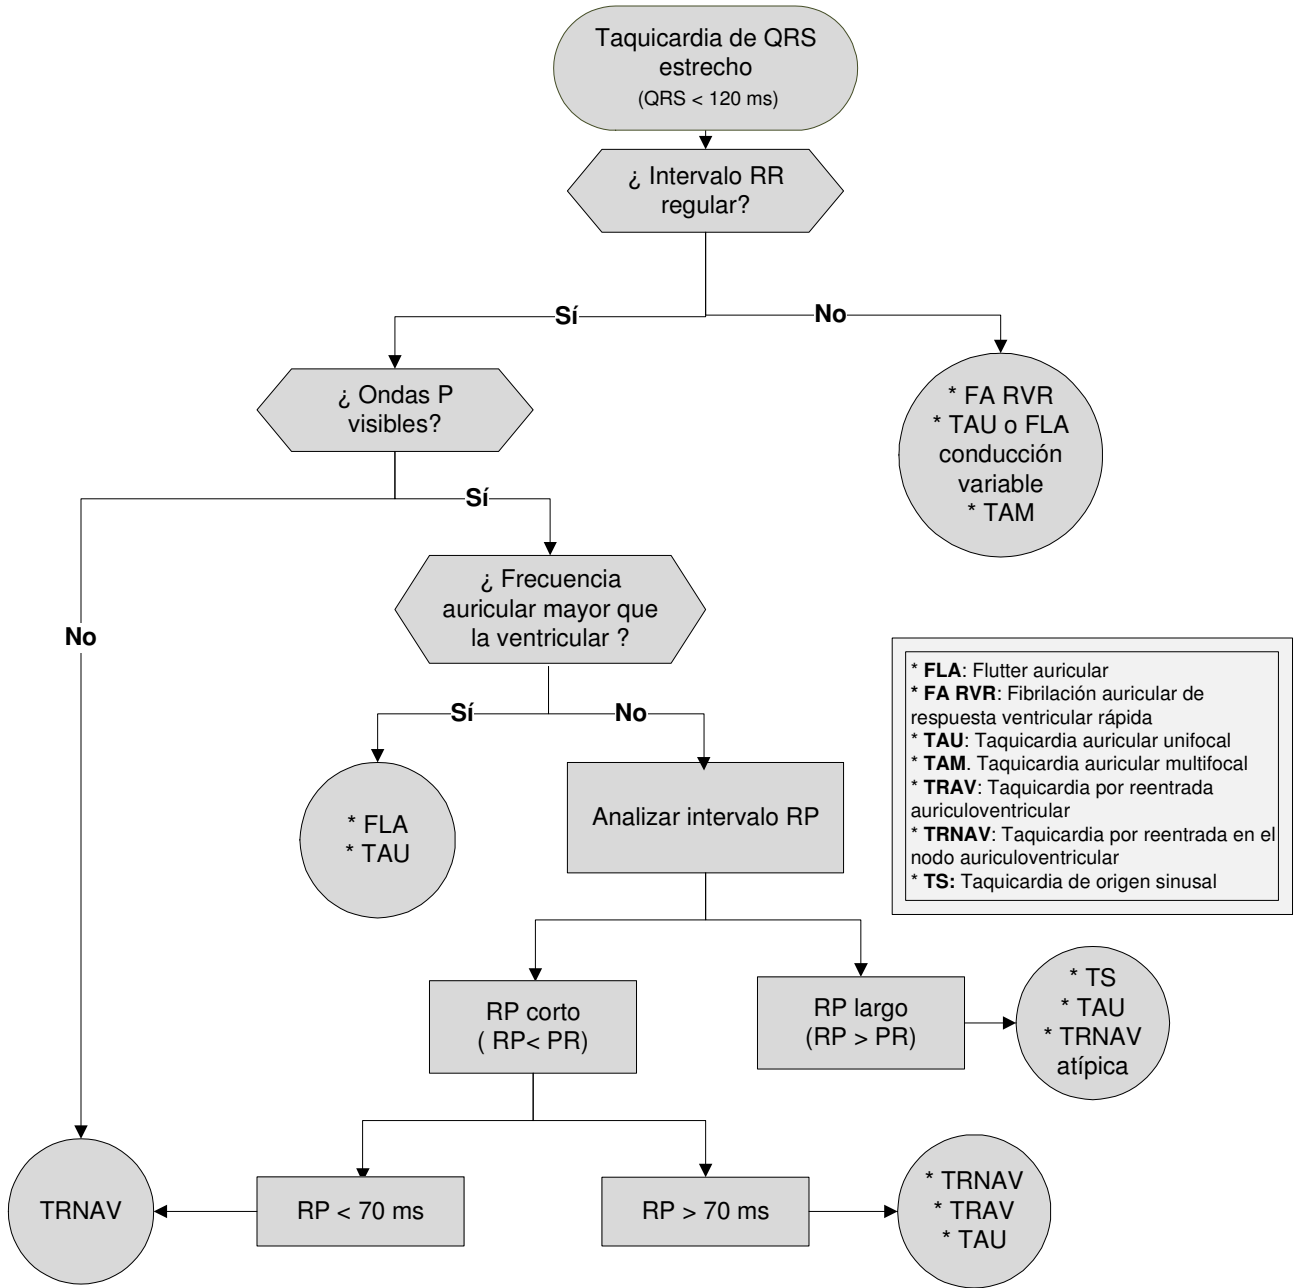 Taquicardia de QRS
estrecho
(QRS < 120 ms)
¿ Intervalo RR
regular?
Sí
No
¿ Ondas P
visibles?
* FA RVR
* TAU o FLA
conducción
variable
* TAM
Sí
No
¿ Frecuencia
auricular mayor que
la ventricular ?
* FLA: Flutter auricular
* FA RVR: Fibrilación auricular de
respuesta ventricular rápida
* TAU: Taquicardia auricular unifocal
* TAM. Taquicardia auricular multifocal
* TRAV: Taquicardia por reentrada
auriculoventricular
* TRNAV: Taquicardia por reentrada en el
nodo auriculoventricular
* TS: Taquicardia de origen sinusal
Sí
No
* FLA
* TAU
Analizar intervalo RP
RP corto
( RP< PR)
RP largo
(RP > PR)
* TS
* TAU
* TRNAV
atípica
TRNAV
RP < 70 ms
RP > 70 ms
* TRNAV
* TRAV
* TAU